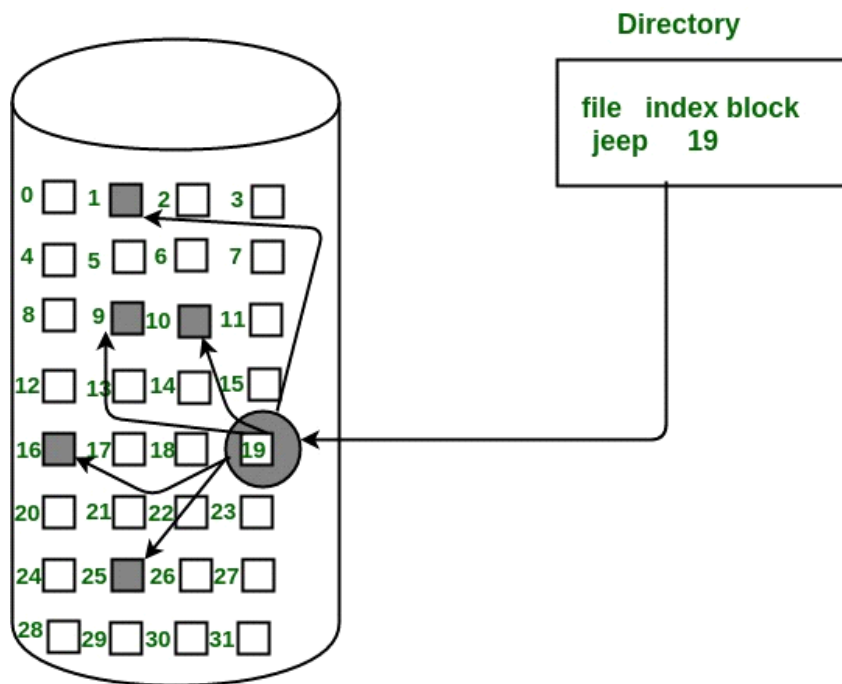 Directory
file index block
jeep 19
0 1 2 3
4 5 6 7
8 9 10 11
12 13 14 15
16 17 18 19
20 21 22 23
24 25 26 27
28 29 30 31